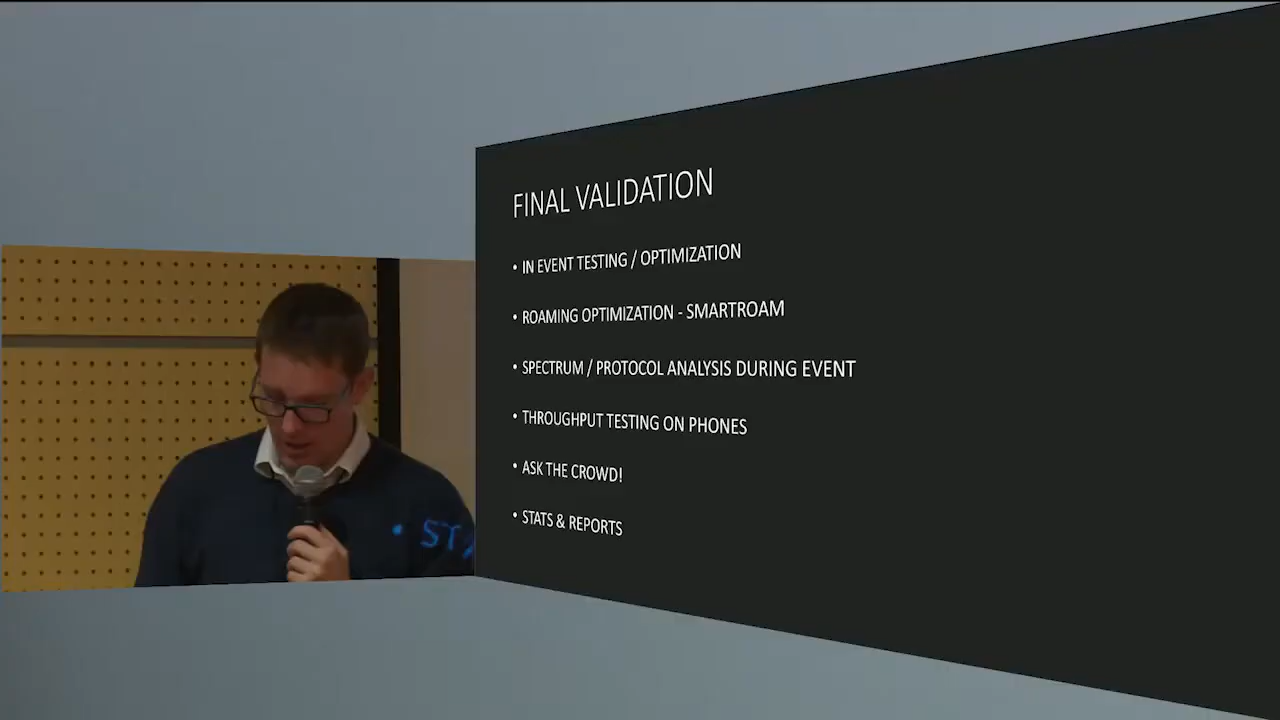 FINAL VALIDATION
• IN EVENT TESTING / OPTIMIZATION
• ROAMING OPTIMIZATION - SMARTROAM
• SPECTRUM / PROTOCOL ANALYSIS DURING EVENT
• THROUGHPUT TESTING ON PHONES
• ASK THE CROWD!
• STATS & REPORTS